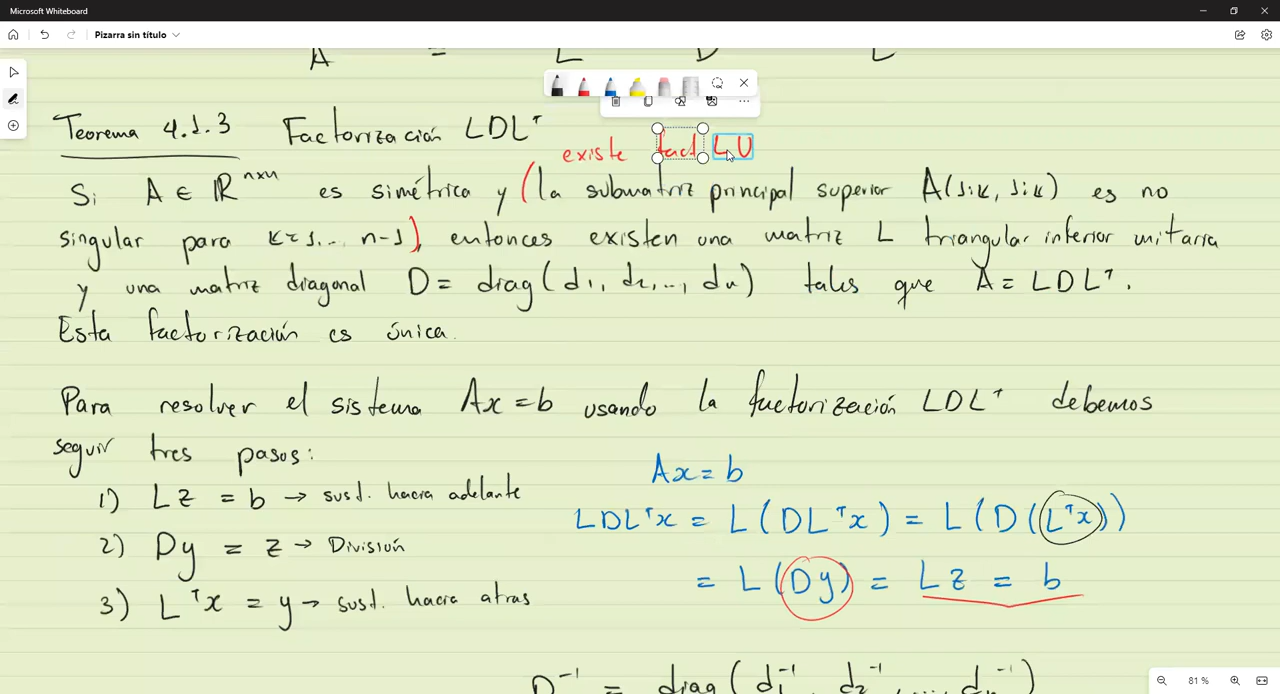 Microsoft Whiteboard
Pizarra sin título
A = L D L
Teorema 4.1.3 Factorización LDLᵀ
existe fact LU
Si A ∈ ℝⁿˣⁿ es simétrica y (la submatriz principal superior A(1:k, 1:k) es no
singular para k=1,..., n-1), entonces existen una matriz L triangular inferior unitaria
y una matriz diagonal D = diag(d₁, d₂,..., dₙ) tales que A = LDLᵀ.
Esta factorización es única.
Para resolver el sistema Ax = b usando la factorización LDLᵀ debemos
seguir tres pasos:
Ax = b
1) Lz = b → sust. hacia adelante
LDLᵀx = L(DLᵀx) = L(D(Lᵀx))
2) Dy = z → División
= L(Dy) = Lz = b
3) Lᵀx = y → sust. hacia atras
D⁻¹ = diag(d₁⁻¹, d₂⁻¹, ..., dₙ⁻¹)
81 %